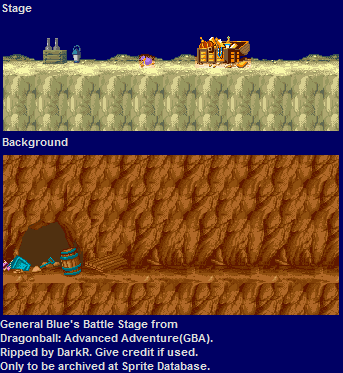 Stage
Background
General Blue's Battle Stage from
Dragonball: Advanced Adventure(GBA).
Ripped by DarkR. Give credit if used.
Only to be archived at Sprite Database.